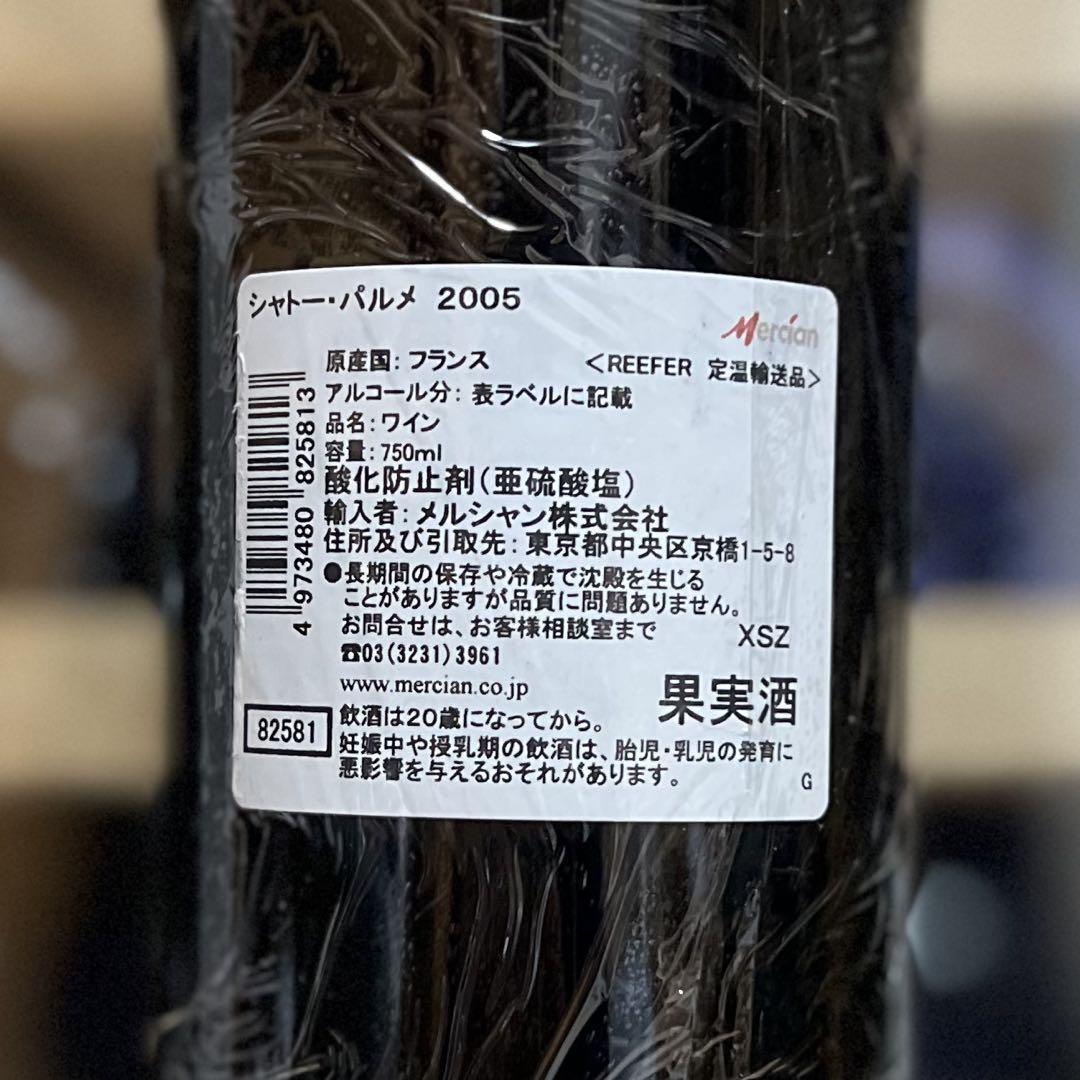 シャトー・パルメ 2005
Mercian
原産国: フランス
<REEFER 定温輸送品>
アルコール分: 表ラベルに記載
品名: ワイン
容量: 750ml
酸化防止剤(亜硫酸塩)
輸入者: メルシャン株式会社
住所及び引取先: 東京都中央区京橋1-5-8
●長期間の保存や冷蔵で沈殿を生じる
ことがありますが品質に問題ありません。
お問合せは、お客様相談室まで
XSZ
☎03(3231)3961
www.mercian.co.jp
果実酒
4 973480 825813
82581
飲酒は20歳になってから。
妊娠中や授乳期の飲酒は、胎児・乳児の発育に
悪影響を与えるおそれがあります。
G